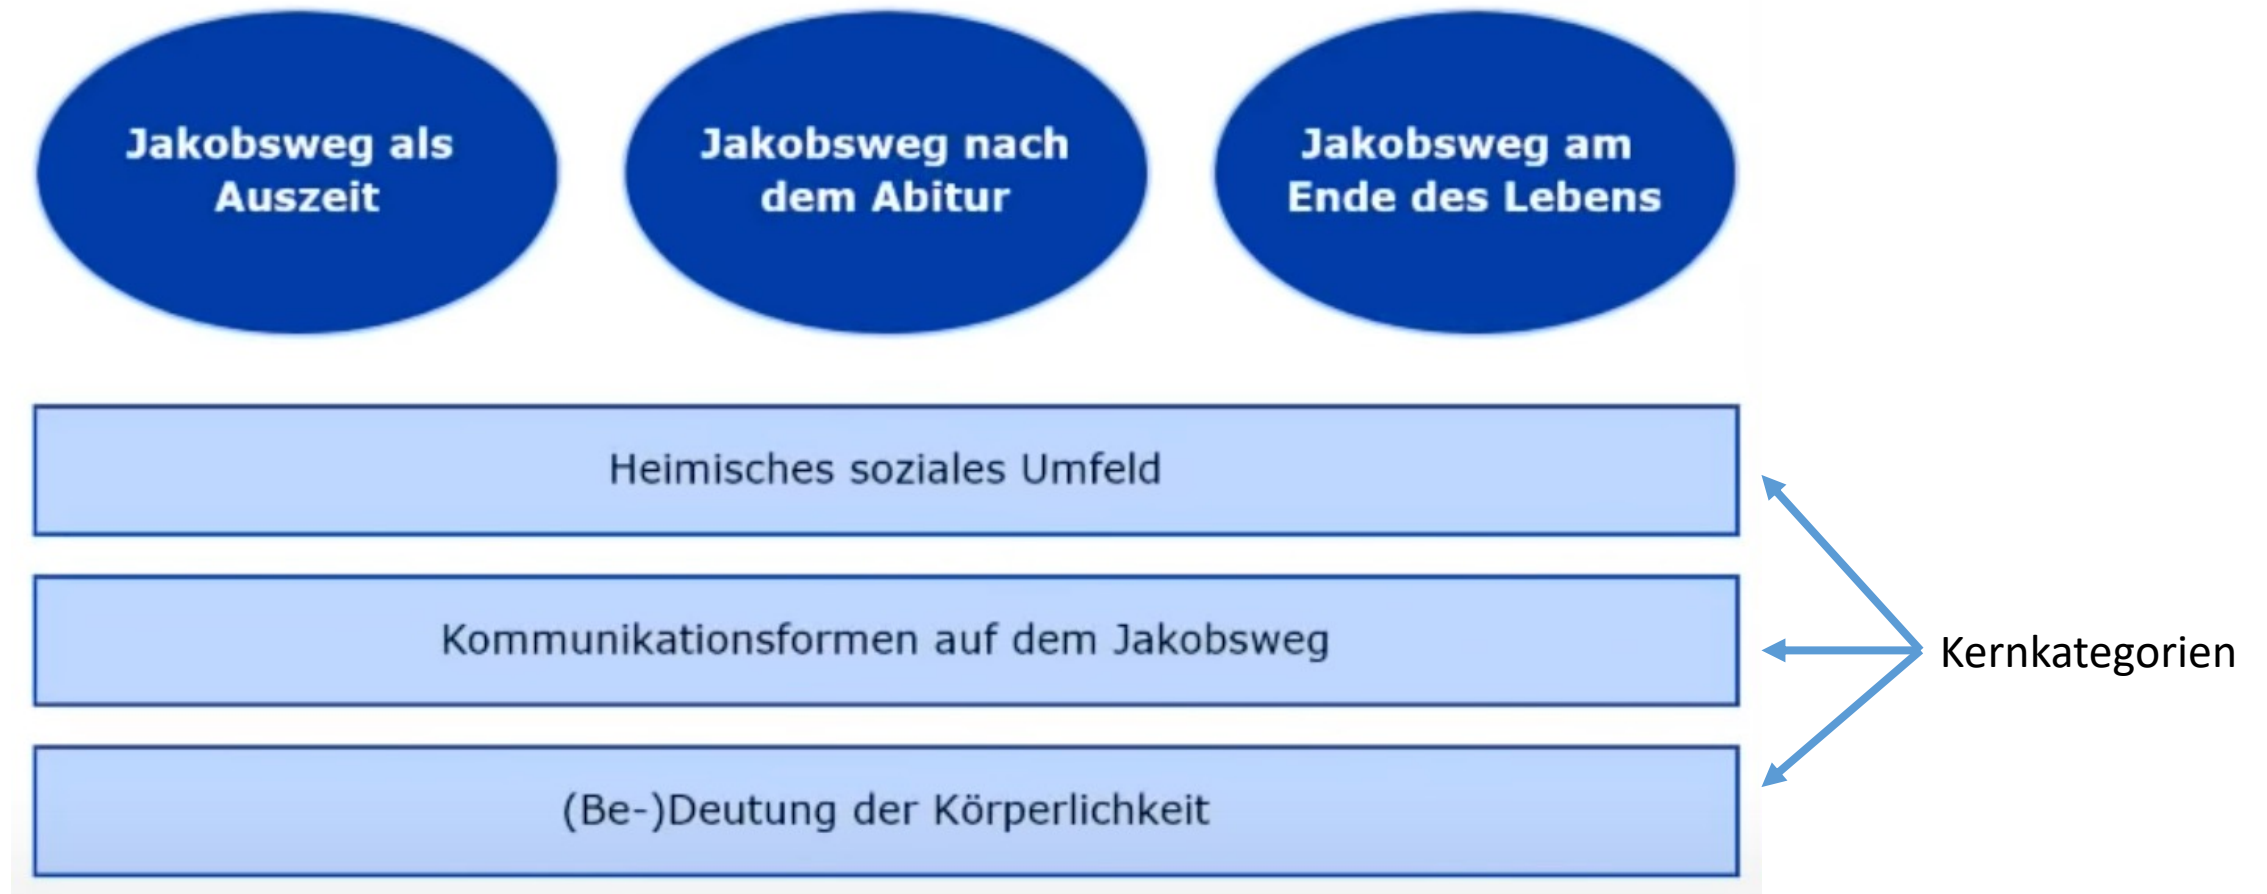 Jakobsweg als
Auszeit
Jakobsweg nach
dem Abitur
Jakobsweg am
Ende des Lebens
Heimisches soziales Umfeld
Kommunikationsformen auf dem Jakobsweg
(Be-)Deutung der Körperlichkeit
Kernkategorien